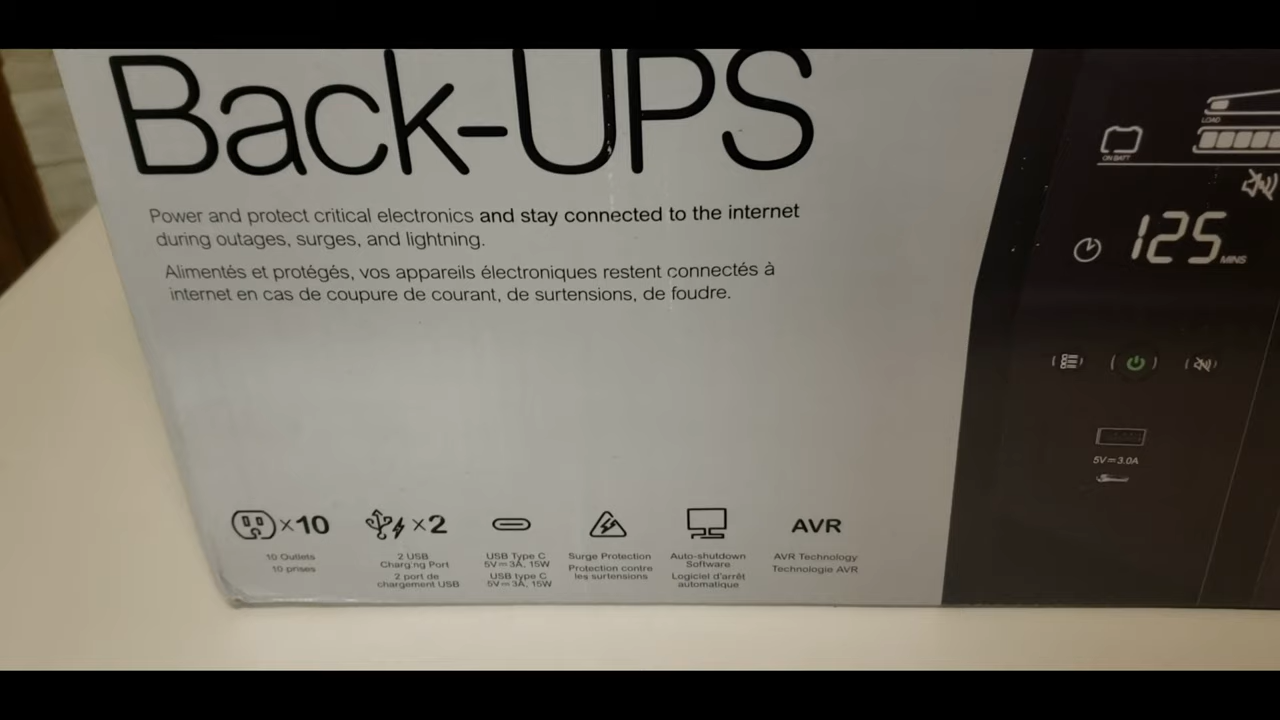 Back-UPS
Power and protect critical electronics and stay connected to the internet
during outages, surges, and lightning.
Alimentés et protégés, vos appareils électroniques restent connectés à
internet en cas de coupure de courant, de surtensions, de foudre.
LOAD
ON BATT
125 MINS
5V⎓3.0A
×10
10 Outlets
10 prises
×2
2 USB
Charging Port
2 port de
chargement USB
USB Type C
5V⎓3A, 15W
USB type C
5V⎓3A, 15W
Surge Protection
Protection contre
les surtensions
Auto-shutdown
Software
Logiciel d'arrêt
automatique
AVR
AVR Technology
Technologie AVR